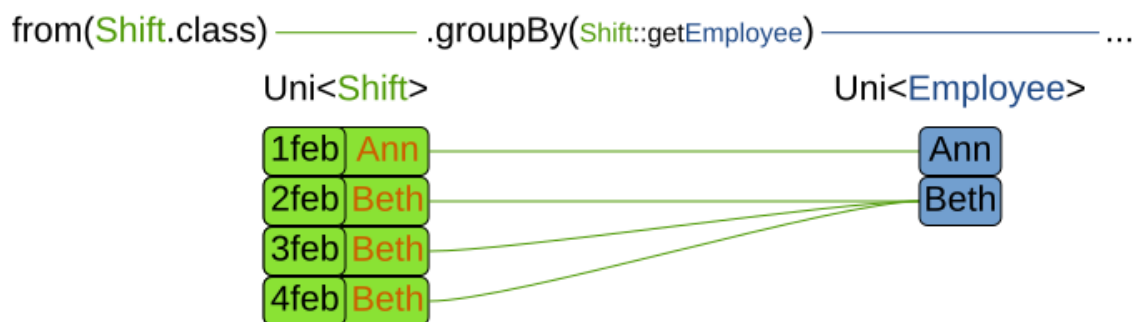 from(Shift.class) .groupBy(Shift::getEmployee) ...
Uni<Shift> Uni<Employee>
1feb Ann Ann
2feb Beth Beth
3feb Beth
4feb Beth